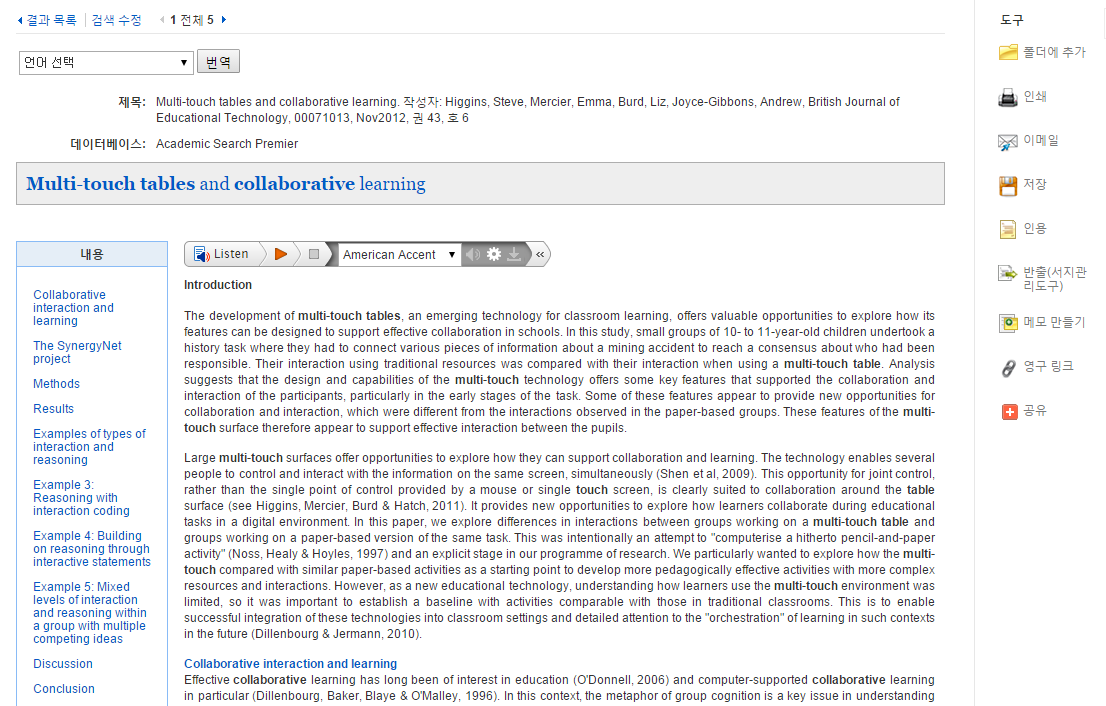 결과 목록 검색 수정 1 전체 5
언어 선택 번역
제목: Multi-touch tables and collaborative learning. 작성자: Higgins, Steve, Mercier, Emma, Burd, Liz, Joyce-Gibbons, Andrew, British Journal of
Educational Technology, 00071013, Nov2012, 권 43, 호 6
데이터베이스: Academic Search Premier
Multi-touch tables and collaborative learning
내용
Collaborative
interaction and
learning
The SynergyNet
project
Methods
Results
Examples of types of
interaction and
reasoning
Example 3:
Reasoning with
interaction coding
Example 4: Building
on reasoning through
interactive statements
Example 5: Mixed
levels of interaction
and reasoning within
a group with multiple
competing ideas
Discussion
Conclusion
Listen American Accent «
Introduction
The development of multi-touch tables, an emerging technology for classroom learning, offers valuable opportunities to explore how its
features can be designed to support effective collaboration in schools. In this study, small groups of 10- to 11-year-old children undertook a
history task where they had to connect various pieces of information about a mining accident to reach a consensus about who had been
responsible. Their interaction using traditional resources was compared with their interaction when using a multi-touch table. Analysis
suggests that the design and capabilities of the multi-touch technology offers some key features that supported the collaboration and
interaction of the participants, particularly in the early stages of the task. Some of these features appear to provide new opportunities for
collaboration and interaction, which were different from the interactions observed in the paper-based groups. These features of the multi-
touch surface therefore appear to support effective interaction between the pupils.
Large multi-touch surfaces offer opportunities to explore how they can support collaboration and learning. The technology enables several
people to control and interact with the information on the same screen, simultaneously (Shen et al, 2009). This opportunity for joint control,
rather than the single point of control provided by a mouse or single touch screen, is clearly suited to collaboration around the table
surface (see Higgins, Mercier, Burd & Hatch, 2011). It provides new opportunities to explore how learners collaborate during educational
tasks in a digital environment. In this paper, we explore differences in interactions between groups working on a multi-touch table and
groups working on a paper-based version of the same task. This was intentionally an attempt to "computerise a hitherto pencil-and-paper
activity" (Noss, Healy & Hoyles, 1997) and an explicit stage in our programme of research. We particularly wanted to explore how the multi-
touch compared with similar paper-based activities as a starting point to develop more pedagogically effective activities with more complex
resources and interactions. However, as a new educational technology, understanding how learners use the multi-touch environment was
limited, so it was important to establish a baseline with activities comparable with those in traditional classrooms. This is to enable
successful integration of these technologies into classroom settings and detailed attention to the "orchestration" of learning in such contexts
in the future (Dillenbourg & Jermann, 2010).
Collaborative interaction and learning
Effective collaborative learning has long been of interest in education (O'Donnell, 2006) and computer-supported collaborative learning
in particular (Dillenbourg, Baker, Blaye & O'Malley, 1996). In this context, the metaphor of group cognition is a key issue in understanding
도구
폴더에 추가
인쇄
이메일
저장
인용
반출(서지관
리도구)
메모 만들기
영구 링크
공유